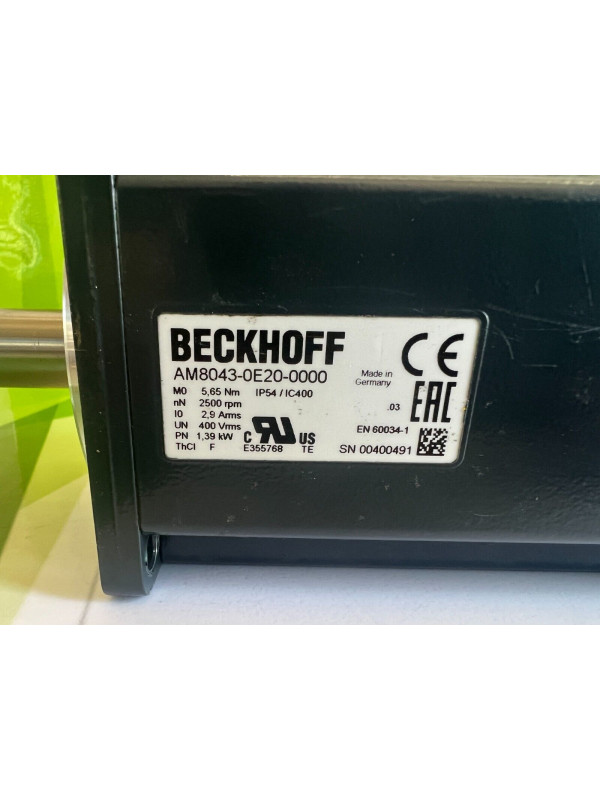 BECKHOFF
AM8043-0E20-0000
Made in
Germany
M0 5,65 Nm IP54 / IC400
nN 2500 rpm
I0 2,9 Arms
UN 400 Vrms
PN 1,39 kW
ThCl F
C UR US
E355768 TE
CE
.03
EAC
EN 60034-1
SN 00400491